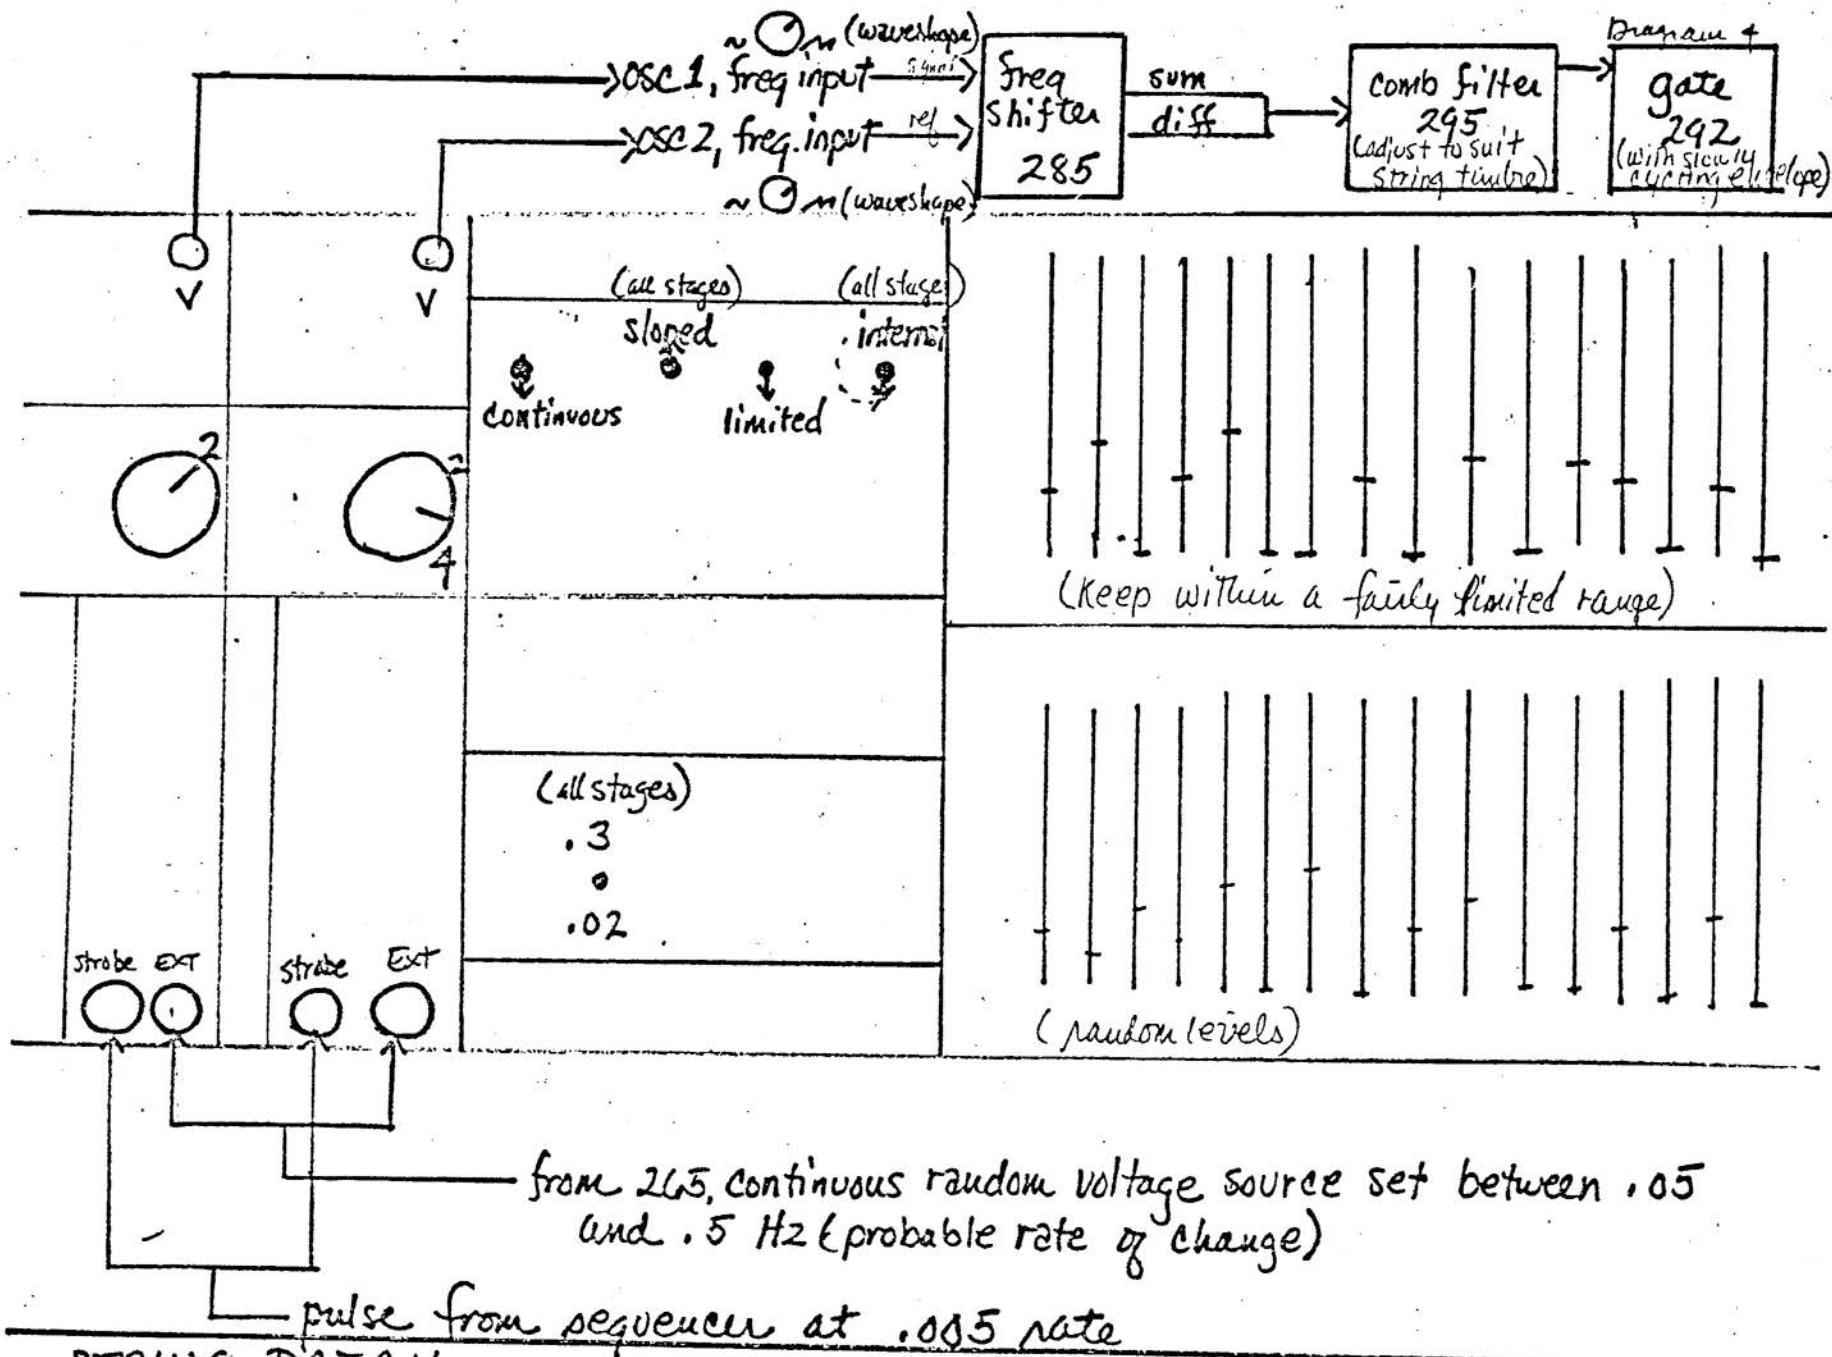 Diagram 4
~ (waveshape)
OSC 1, freq input
signal
freq
shifter
285
sum
diff
comb filter
295
(adjust to suit
string timbre)
gate
292
(with slowly
cycling envelope)
OSC 2, freq. input
ref
~ (waveshape)
V
V
(all stages)
(all stage)
sloped
internal
continuous
limited
2
4
(Keep within a fairly limited range)
(all stages)
.3
.02
strobe EXT
strobe EXT
(random levels)
from 265, continuous random voltage source set between .05
and .5 Hz (probable rate of change)
pulse from sequencer at .005 rate